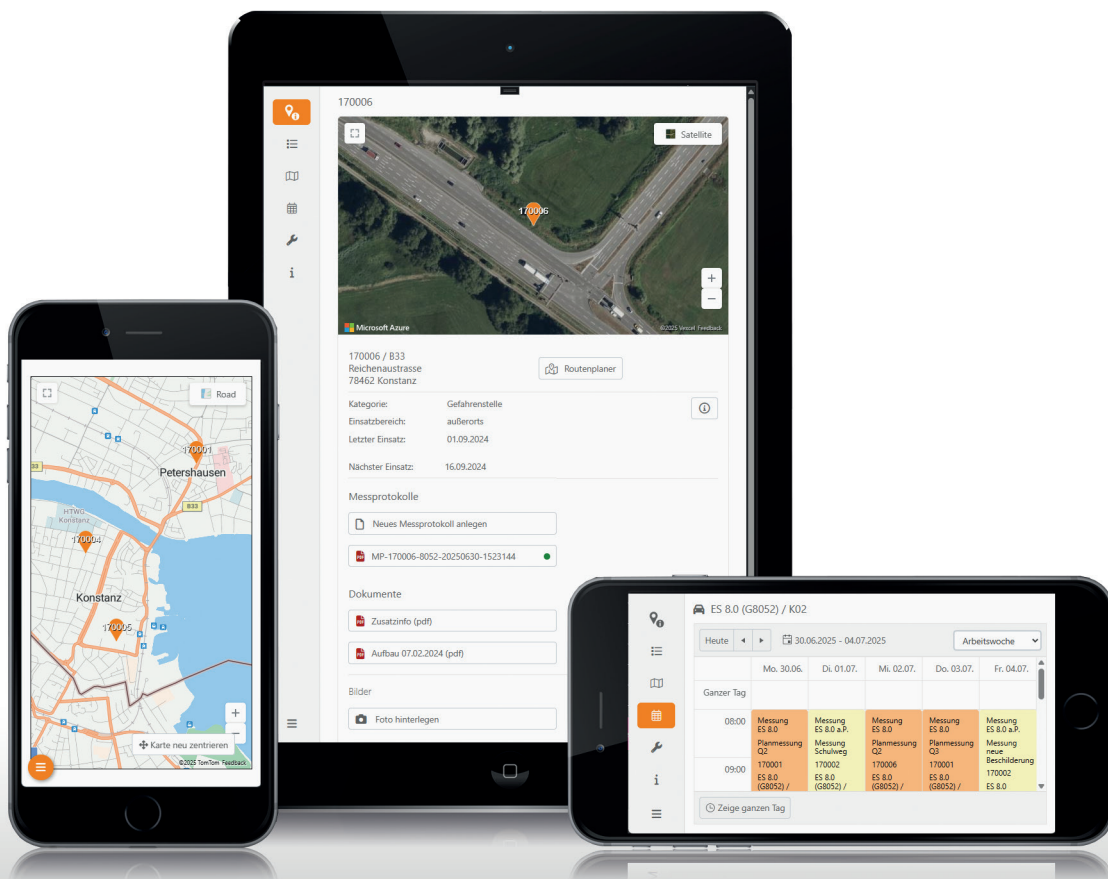 170006
Satellite
170006
Microsoft Azure
©2025 Vexcel Feedback
170006 / B33
Reichenaustrasse
78462 Konstanz
Routenplaner
Kategorie: Gefahrenstelle
Einsatzbereich: außerorts
Letzter Einsatz: 01.09.2024
Nächster Einsatz: 16.09.2024
Messprotokolle
Neues Messprotokoll anlegen
MP-170006-8052-20250630-1523144
Dokumente
Zusatzinfo (pdf)
Aufbau 07.02.2024 (pdf)
Bilder
Foto hinterlegen
Road
170001
Petershausen
33
B33
HTWG
Konstanz
170004
Konstanz
170005
Karte neu zentrieren
©2025 TomTom Feedback
ES 8.0 (G8052) / K02
Heute 30.06.2025 - 04.07.2025 Arbeitswoche
Mo. 30.06. Di. 01.07. Mi. 02.07. Do. 03.07. Fr. 04.07.
Ganzer Tag
08:00
09:00
Messung
ES 8.0
Planmessung
Q2
170001
ES 8.0
(G8052) /
Messung
ES 8.0 a.P.
Messung
Schulweg
170002
ES 8.0
(G8052) /
Messung
ES 8.0
Planmessung
Q2
170006
ES 8.0
(G8052) /
Messung
ES 8.0
Planmessung
Q3
170001
ES 8.0
(G8052) /
Messung
ES 8.0 a.P.
Messung
neue
Beschilderung
170002
ES 8.0
Zeige ganzen Tag